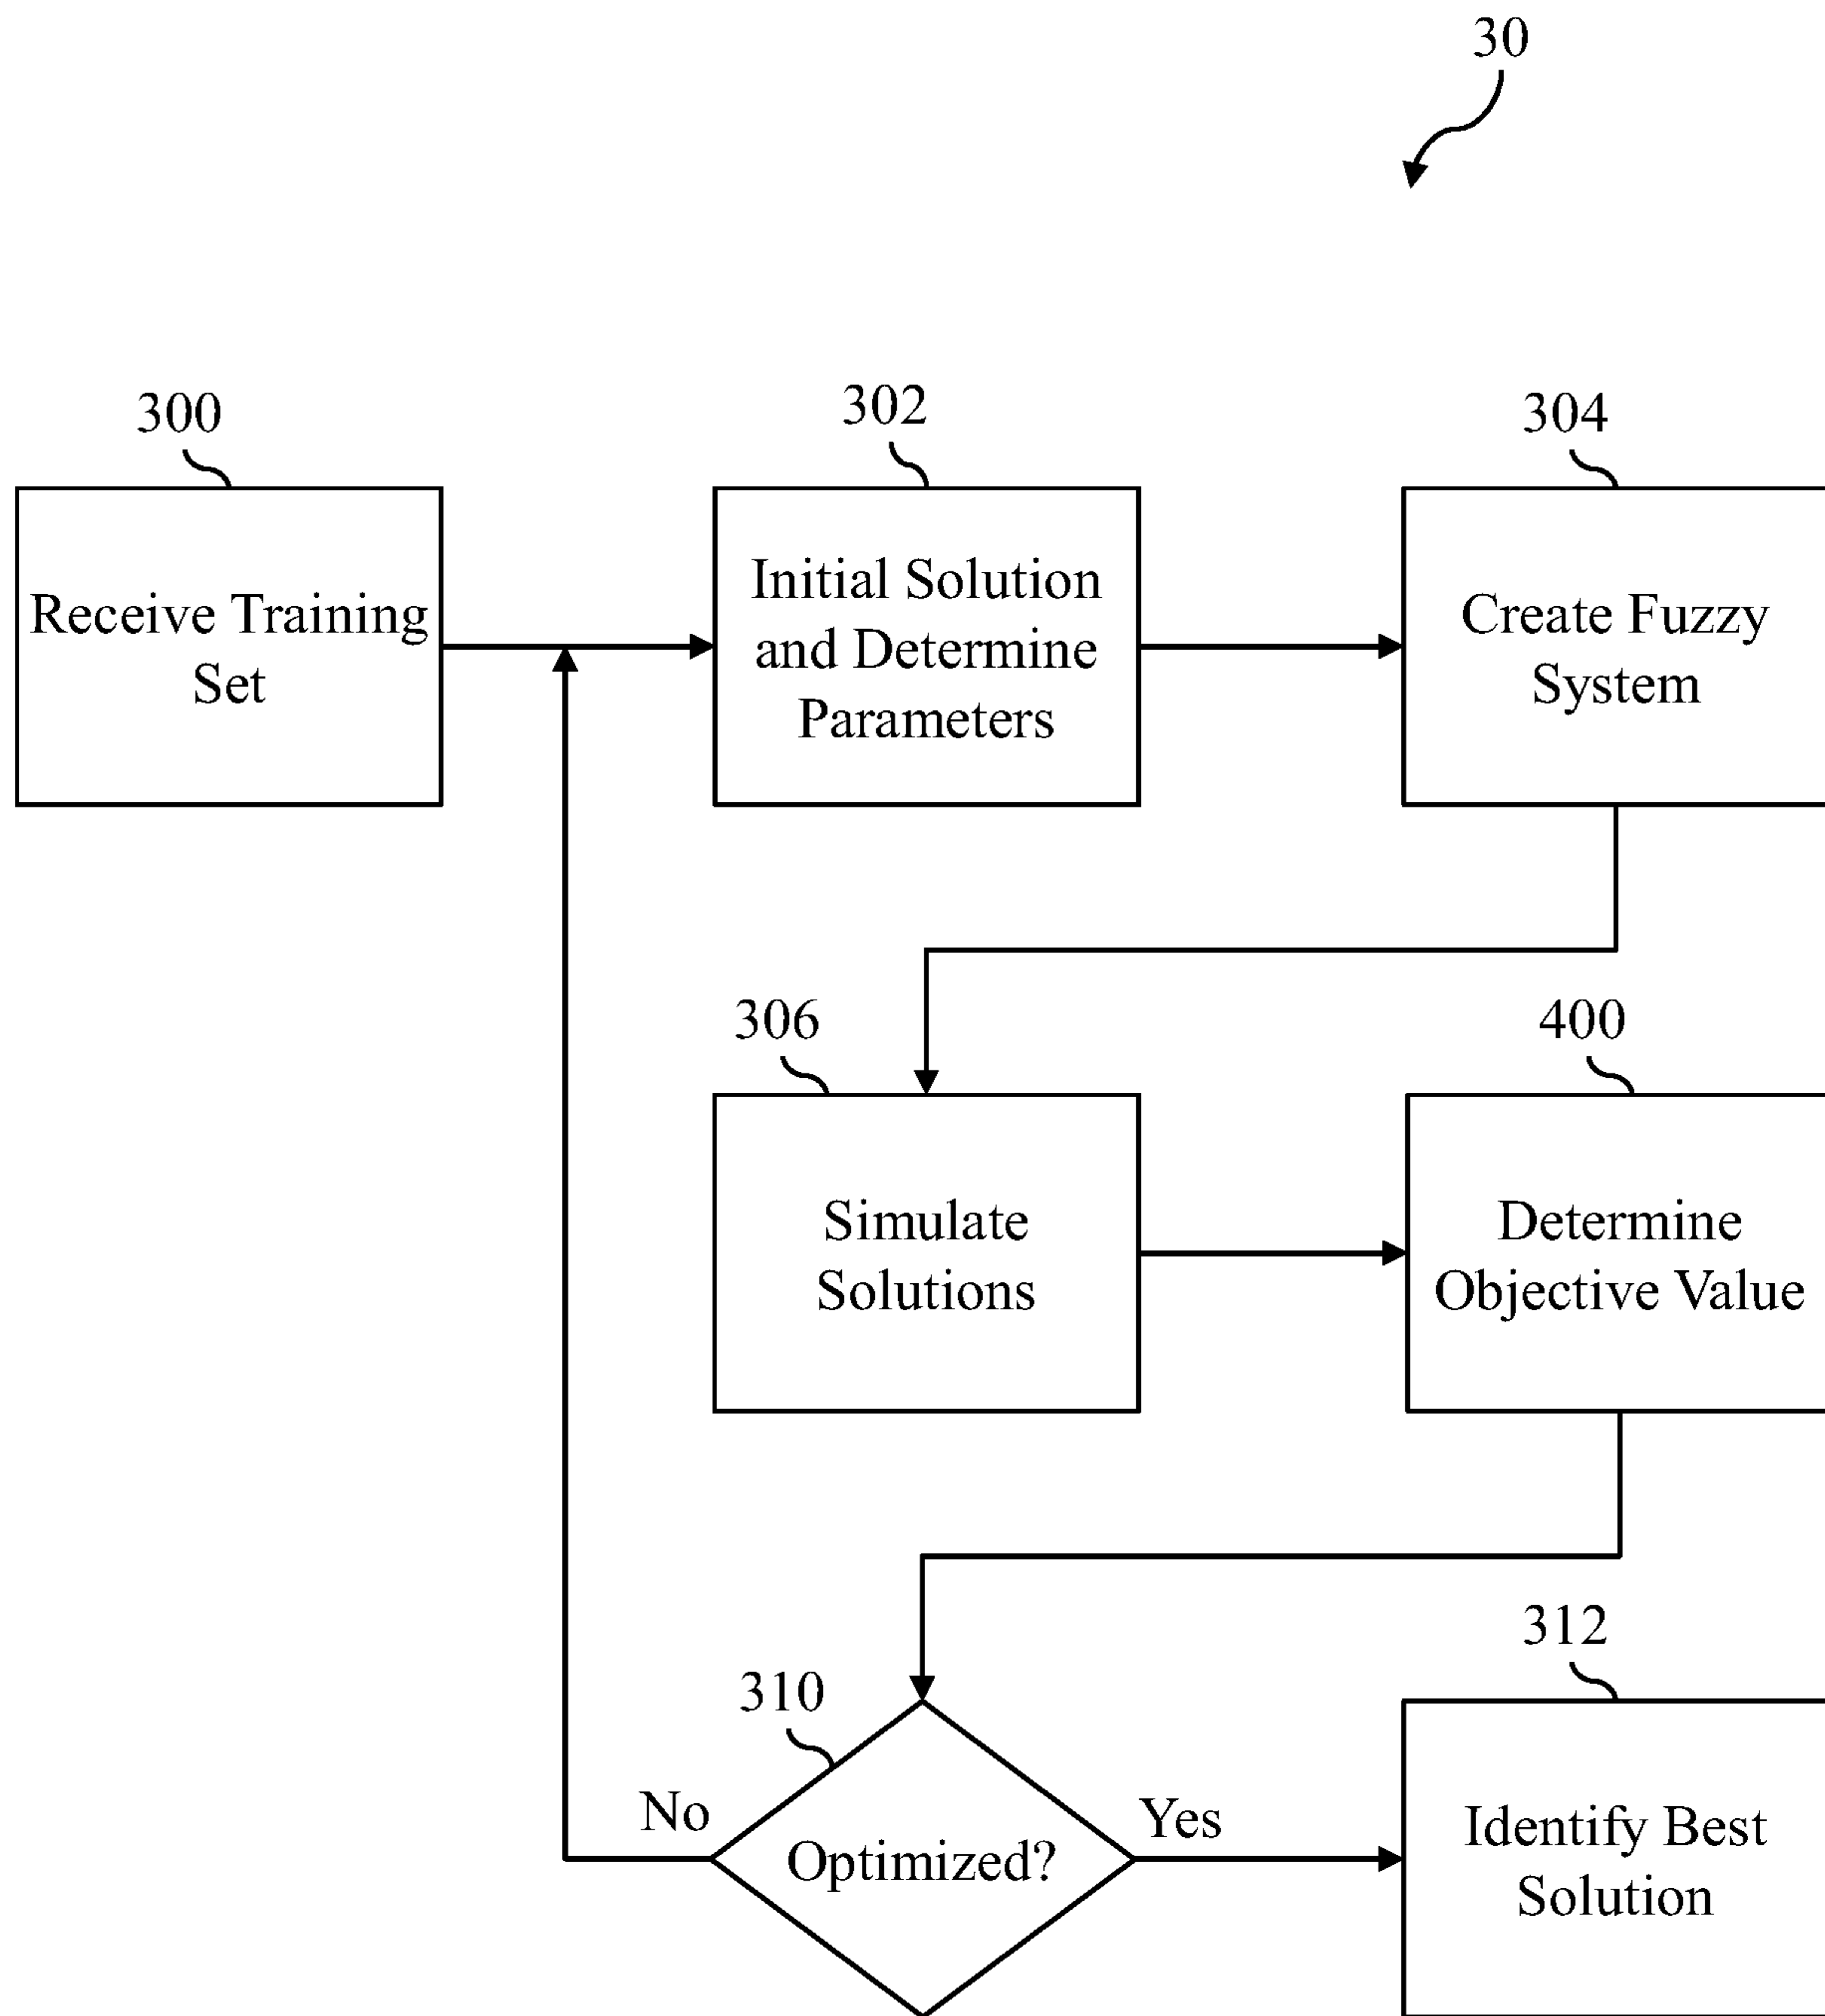 30
300
302
304
Receive Training
Set
Initial Solution
and Determine
Parameters
Create Fuzzy
System
306
400
Simulate
Solutions
Determine
Objective Value
310
312
No
Optimized?
Yes
Identify Best
Solution